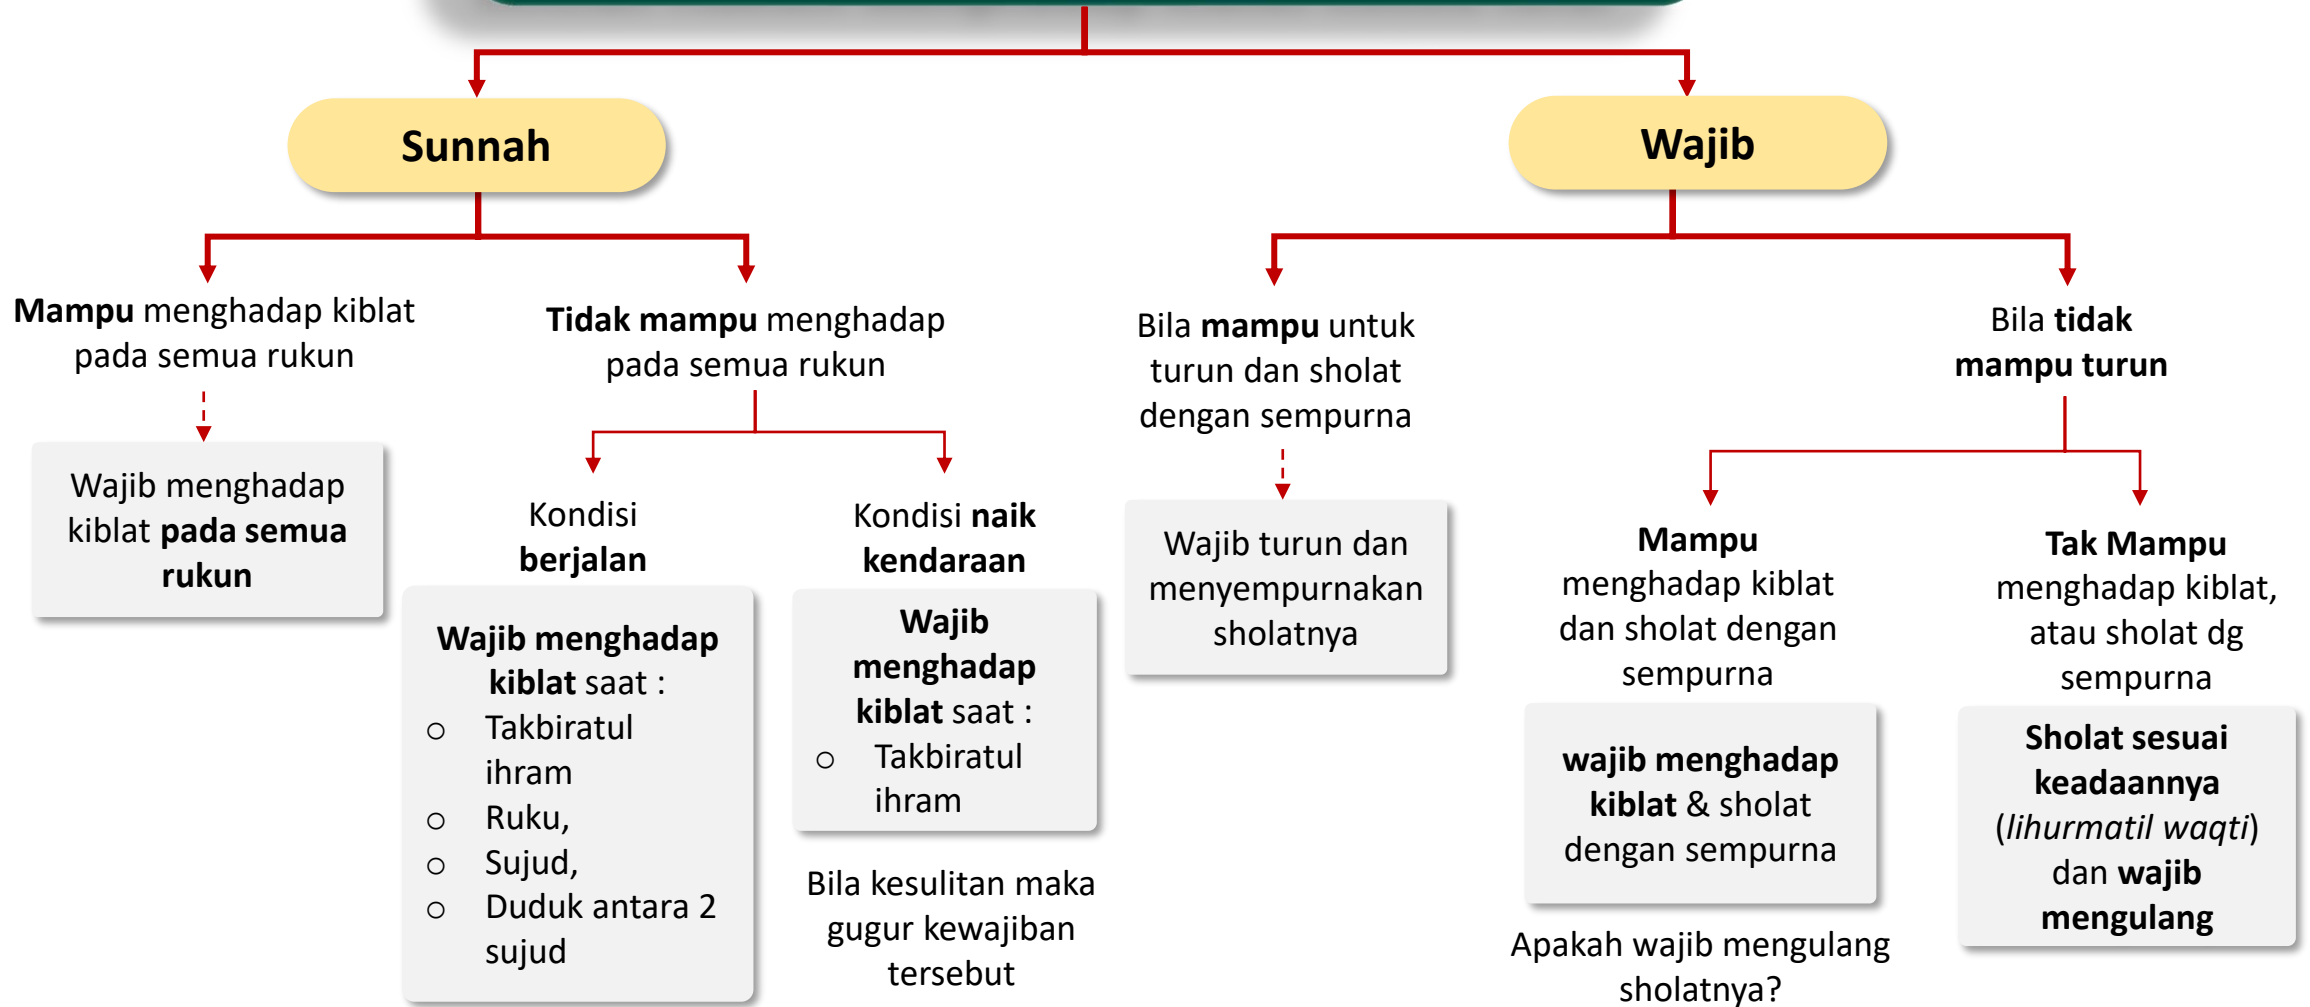 Sunnah
Wajib
Mampu menghadap kiblat
pada semua rukun
Wajib menghadap
kiblat pada semua
rukun
Tidak mampu menghadap
pada semua rukun
Kondisi
berjalan
Wajib menghadap
kiblat saat :
○ Takbiratul
ihram
○ Ruku,
○ Sujud,
○ Duduk antara 2
sujud
Kondisi naik
kendaraan
Wajib
menghadap
kiblat saat :
○ Takbiratul
ihram
Bila kesulitan maka
gugur kewajiban
tersebut
Bila mampu untuk
turun dan sholat
dengan sempurna
Wajib turun dan
menyempurnakan
sholatnya
Bila tidak
mampu turun
Mampu
menghadap kiblat
dan sholat dengan
sempurna
wajib menghadap
kiblat & sholat
dengan sempurna
Apakah wajib mengulang
sholatnya?
Tak Mampu
menghadap kiblat,
atau sholat dg
sempurna
Sholat sesuai
keadaannya
(lihurmatil waqti)
dan wajib
mengulang